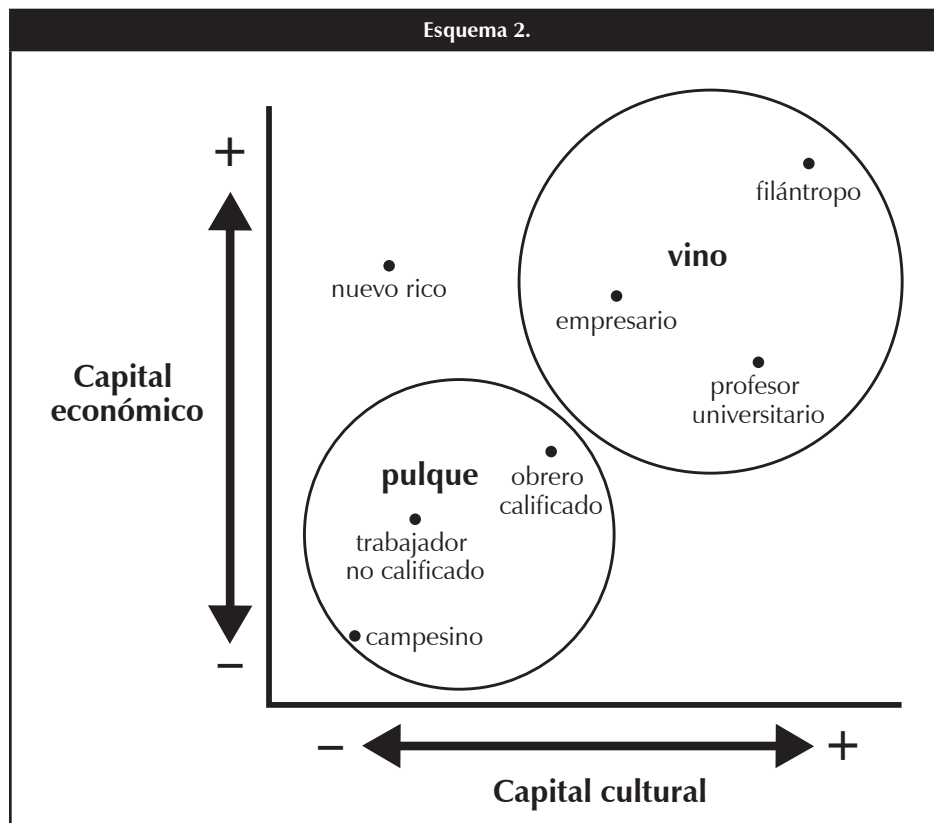 Esquema 2.
+
filántropo
vino
nuevo rico
empresario
Capital
económico
profesor
universitario
pulque
obrero
calificado
trabajador
no calificado
campesino
–
– +
Capital cultural